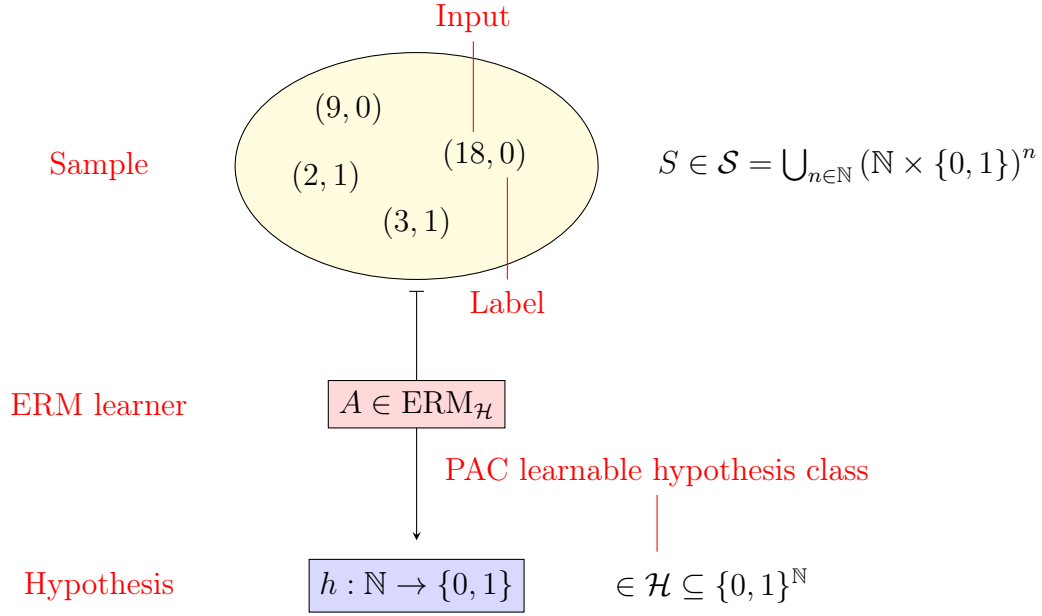 Input
(9, 0)
Sample
(18, 0)
(2, 1)
(3, 1)
S ∈ 𝒮 = ⋃ₙ∈ℕ (ℕ × {0, 1})ⁿ
Label
ERM learner
A ∈ ERM_ℋ
PAC learnable hypothesis class
Hypothesis
h : ℕ → {0, 1}
∈ ℋ ⊆ {0, 1}^ℕ